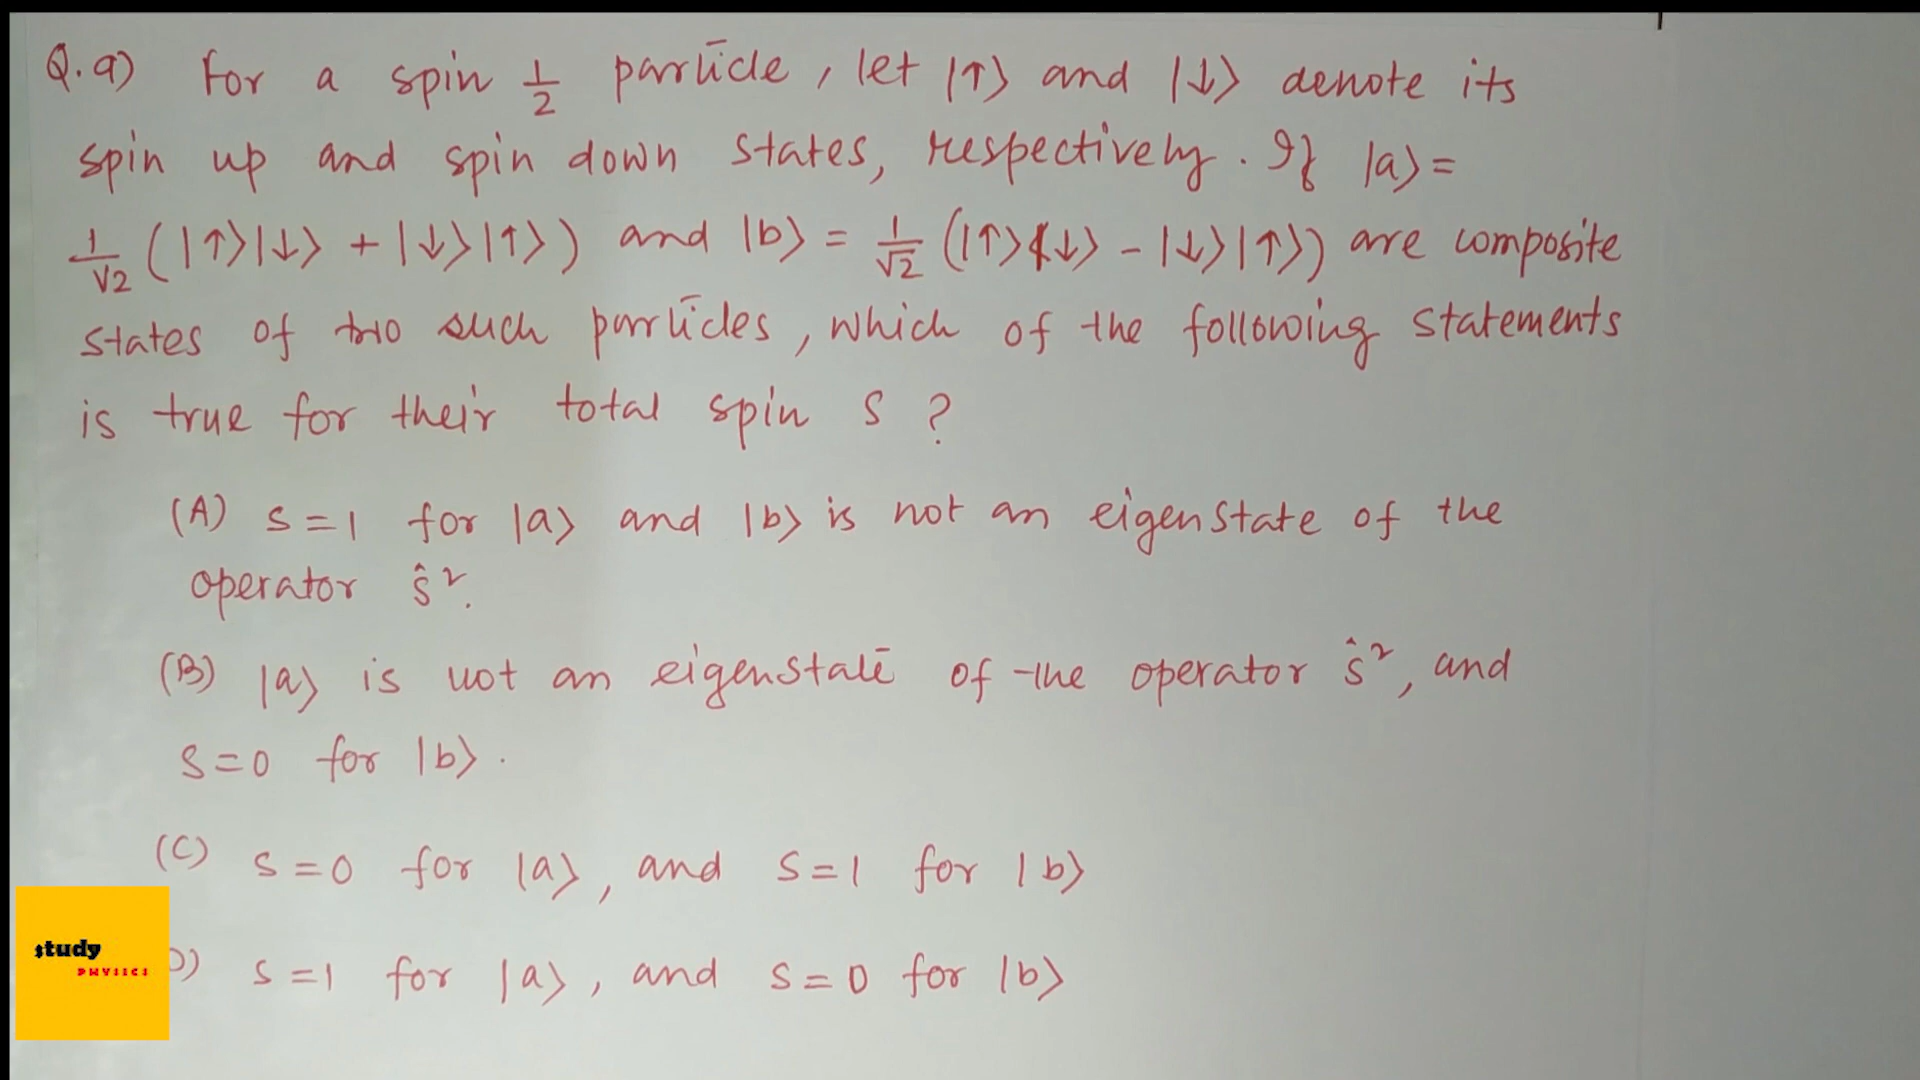 Q.9) For a spin 1/2 particle, let |↑⟩ and |↓⟩ denote its
spin up and spin down states, respectively. If |a⟩ =
1/√2 (|↑⟩|↓⟩ + |↓⟩|↑⟩) and |b⟩ = 1/√2 (|↑⟩|↓⟩ - |↓⟩|↑⟩) are composite
states of two such particles, which of the following statements
is true for their total spin S ?
(A) S=1 for |a⟩ and |b⟩ is not an eigenstate of the
operator ŝ².
(B) |a⟩ is not an eigenstate of the operator ŝ², and
S=0 for |b⟩.
(C) S=0 for |a⟩, and S=1 for |b⟩
D) S=1 for |a⟩, and S=0 for |b⟩
study
PHYSICS